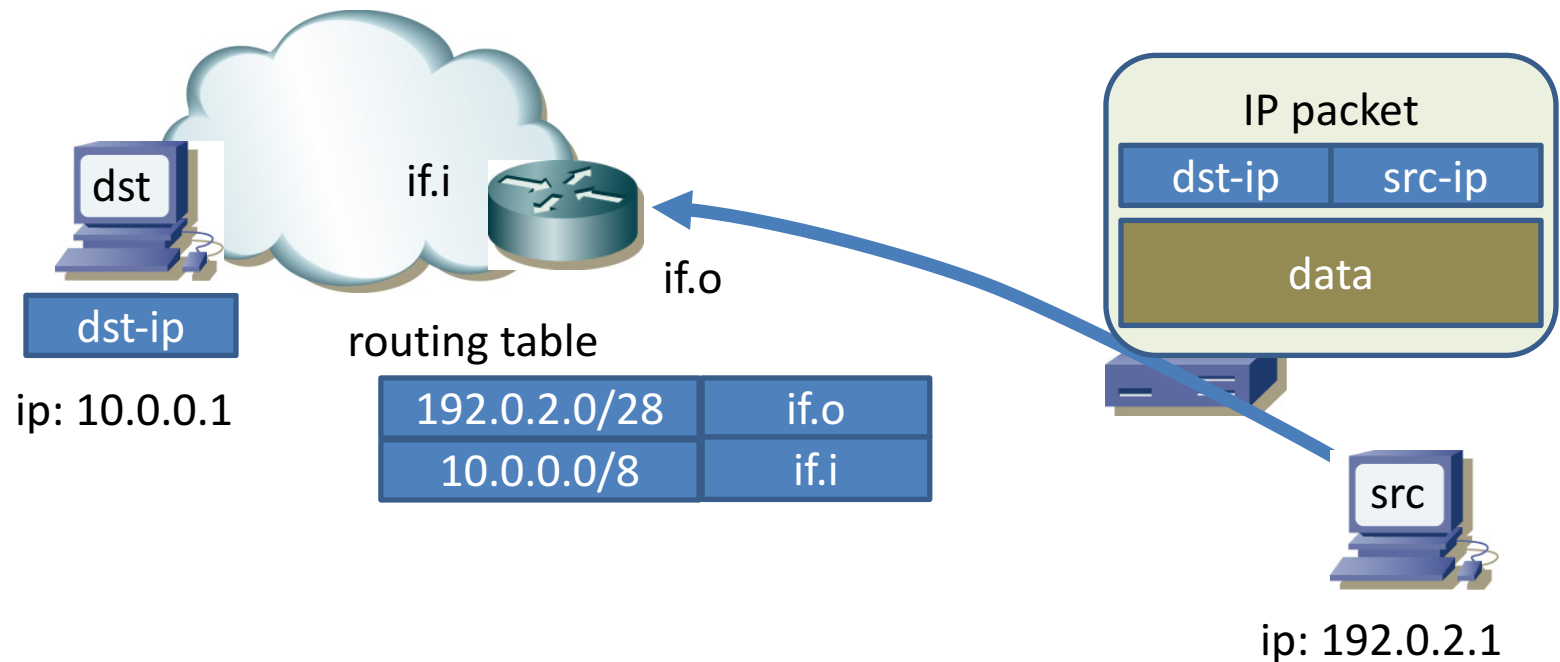 IP packet
dst-ip src-ip
data
dst
if.i
if.o
dst-ip
ip: 10.0.0.1
routing table
192.0.2.0/28 if.o
10.0.0.0/8 if.i
src
ip: 192.0.2.1